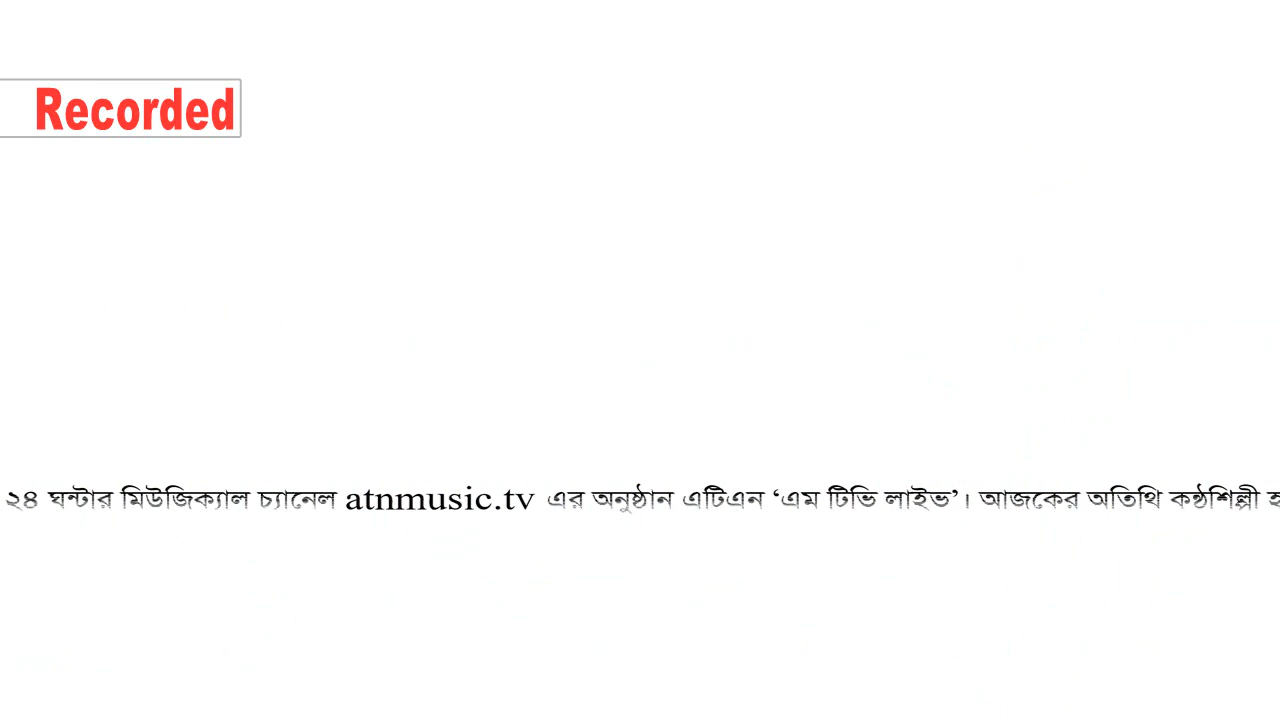 Recorded
২৪ ঘন্টার মিউজিক্যাল চ্যানেল atnmusic.tv এর অনুষ্ঠান এটিএন ‘এম টিভি লাইভ’। আজকের অতিথি কণ্ঠশিল্পী